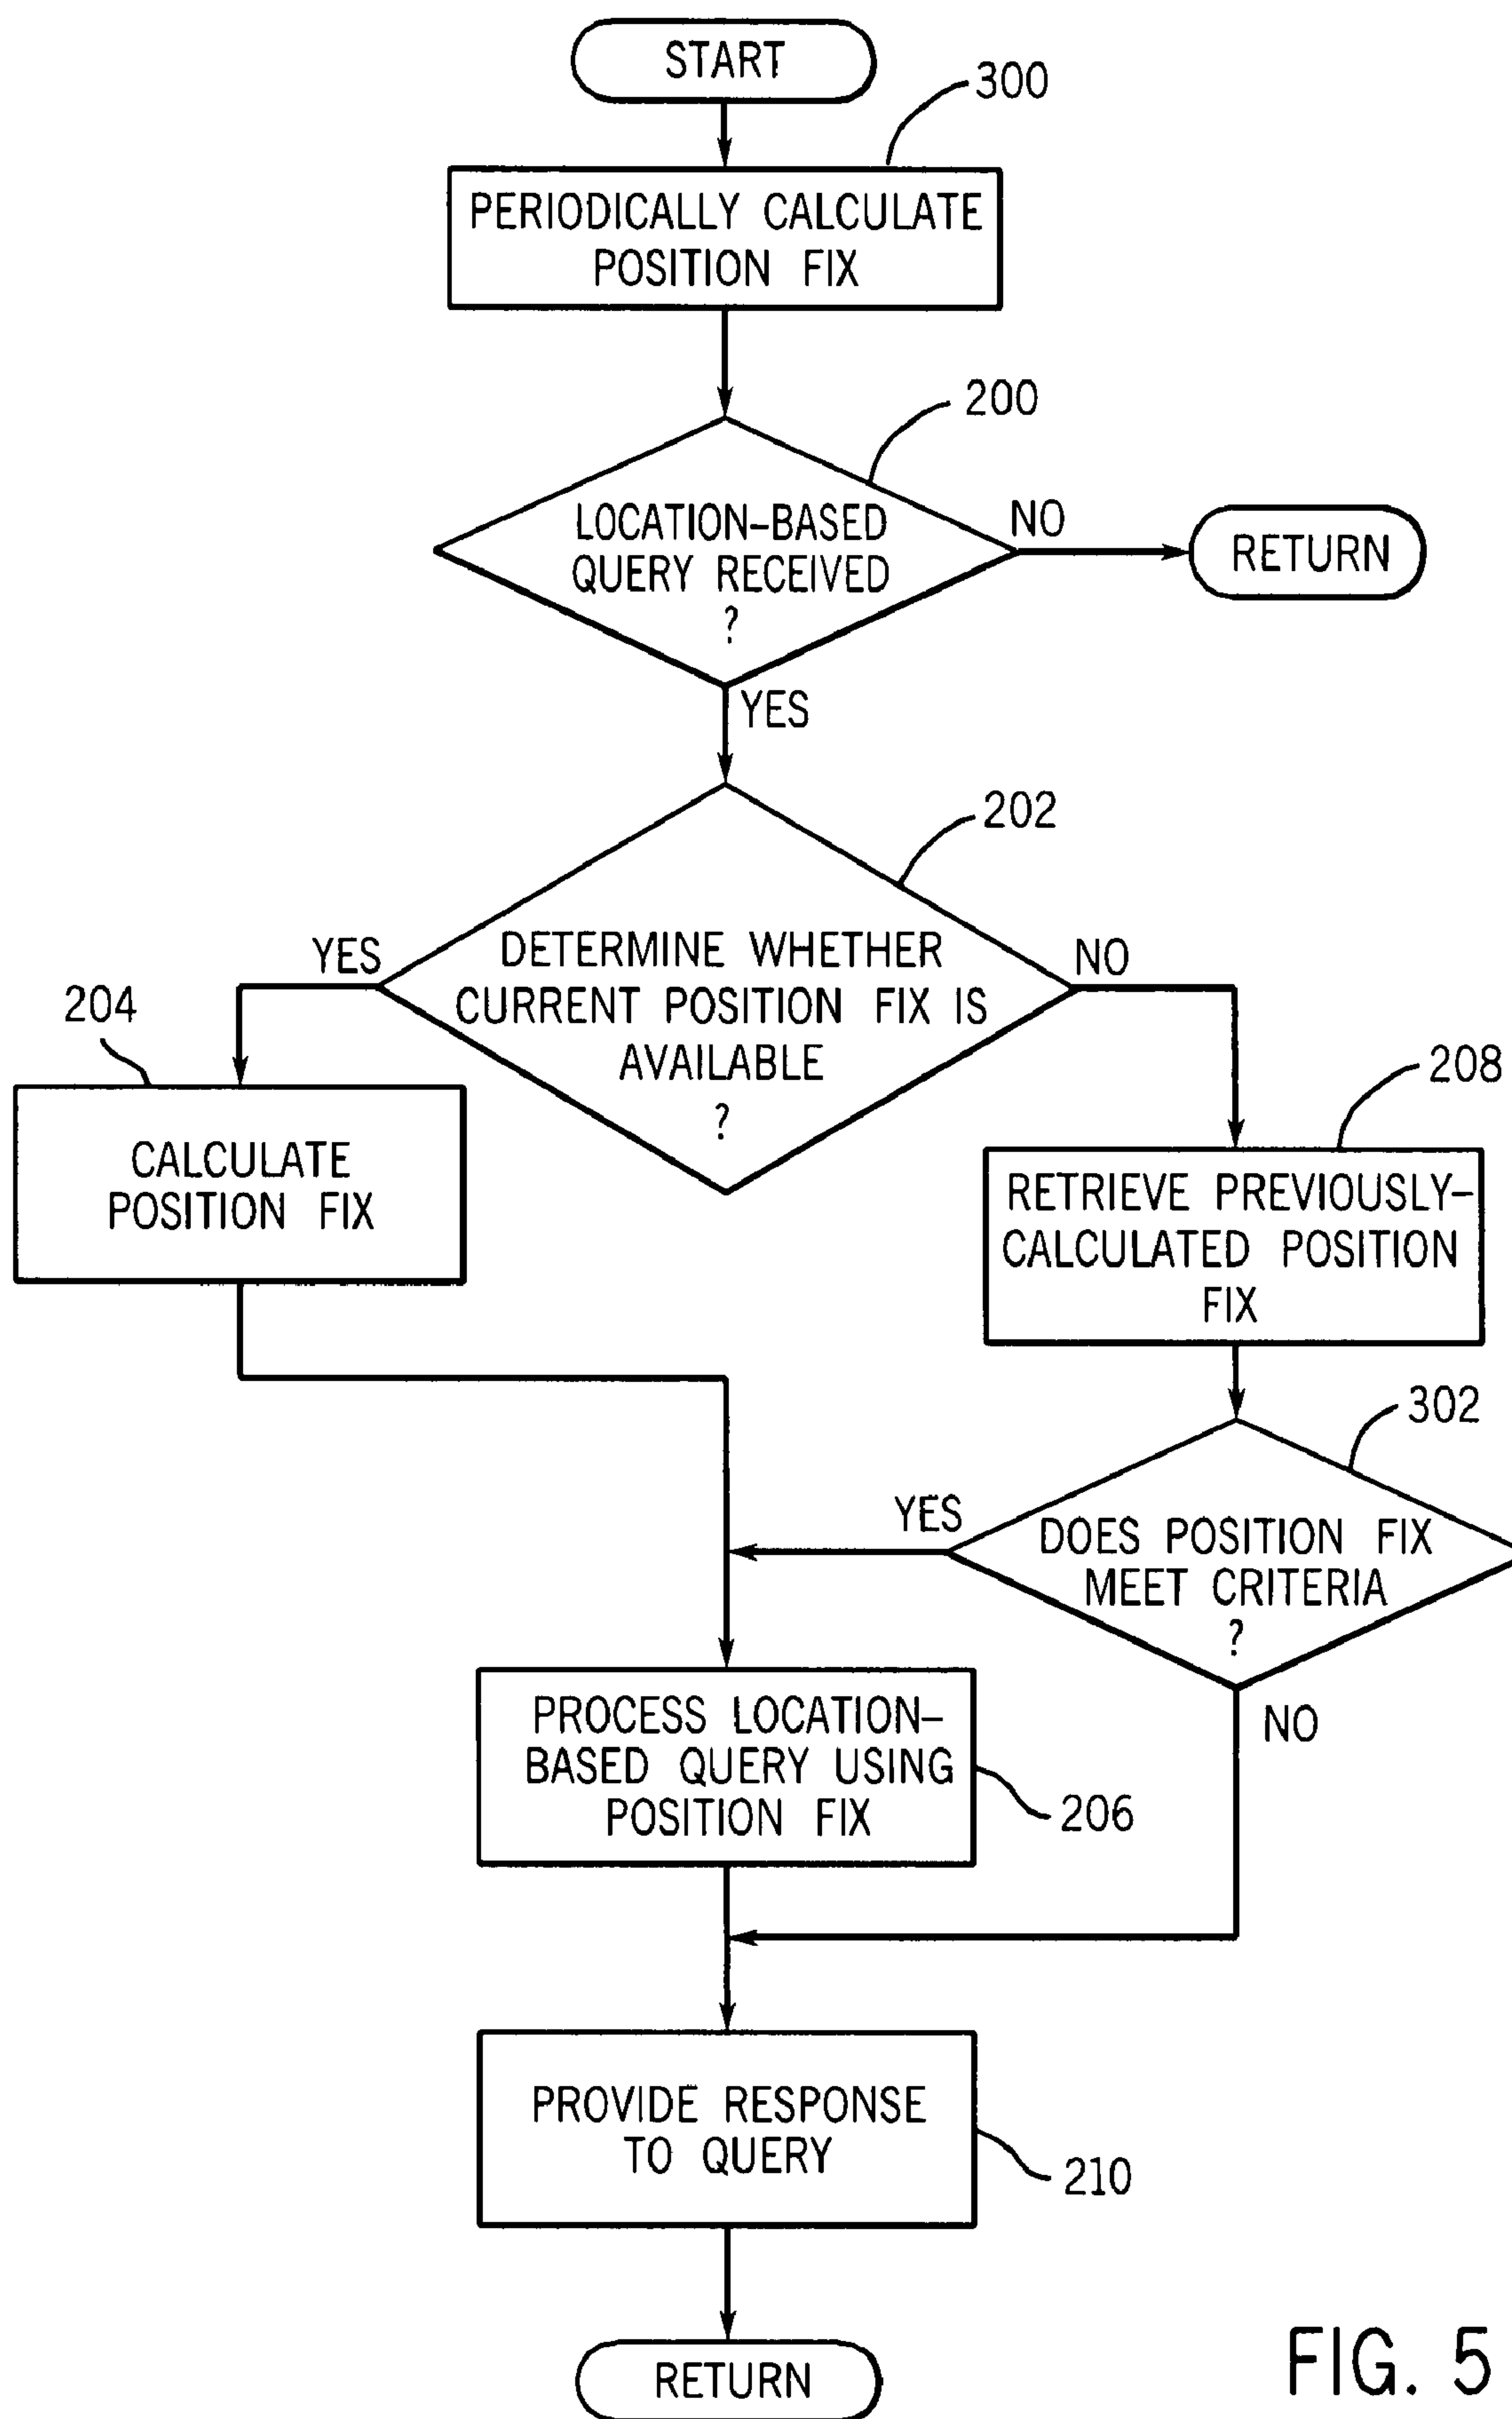 START
300
PERIODICALLY CALCULATE
POSITION FIX
200
LOCATION-BASED
QUERY RECEIVED
?
NO
RETURN
YES
202
DETERMINE WHETHER
CURRENT POSITION FIX IS
AVAILABLE
?
YES
NO
204
CALCULATE
POSITION FIX
208
RETRIEVE PREVIOUSLY-
CALCULATED POSITION
FIX
302
DOES POSITION FIX
MEET CRITERIA
?
YES
NO
PROCESS LOCATION-
BASED QUERY USING
POSITION FIX
206
PROVIDE RESPONSE
TO QUERY
210
RETURN
FIG. 5